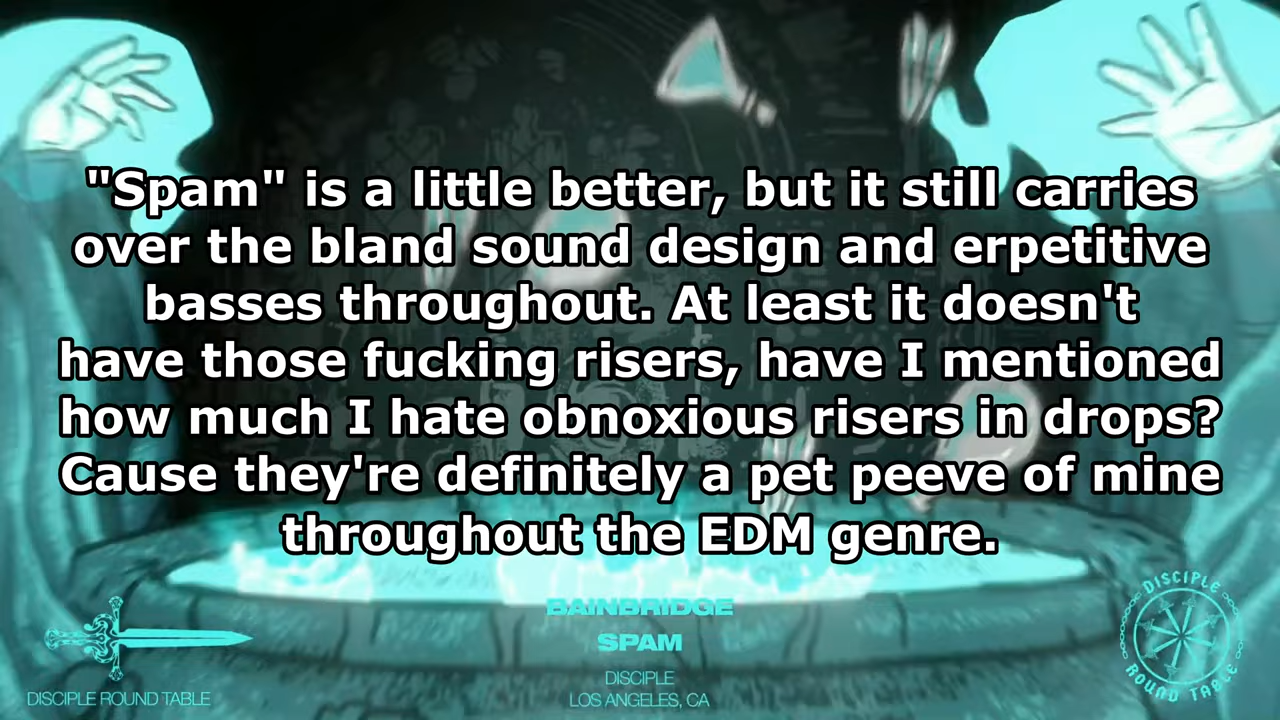 "Spam" is a little better, but it still carries
over the bland sound design and erpetitive
basses throughout. At least it doesn't
have those fucking risers, have I mentioned
how much I hate obnoxious risers in drops?
Cause they're definitely a pet peeve of mine
throughout the EDM genre.
BAINBRIDGE
SPAM
DISCIPLE
LOS ANGELES, CA
DISCIPLE ROUND TABLE
DISCIPLE
ROUND TABLE